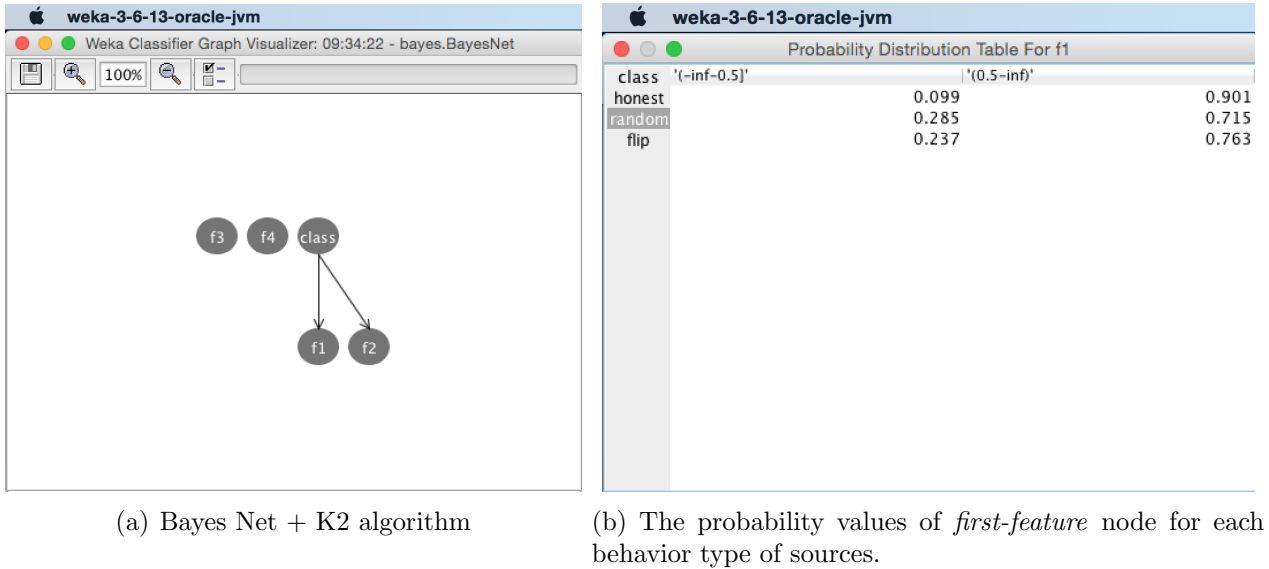 weka-3-6-13-oracle-jvm
Weka Classifier Graph Visualizer: 09:34:22 - bayes.BayesNet
100%
f3 f4 class
f1 f2
(a) Bayes Net + K2 algorithm
weka-3-6-13-oracle-jvm
Probability Distribution Table For f1
class '(-inf-0.5]' '(0.5-inf)'
honest 0.099 0.901
random 0.285 0.715
flip 0.237 0.763
(b) The probability values of first-feature node for each
behavior type of sources.